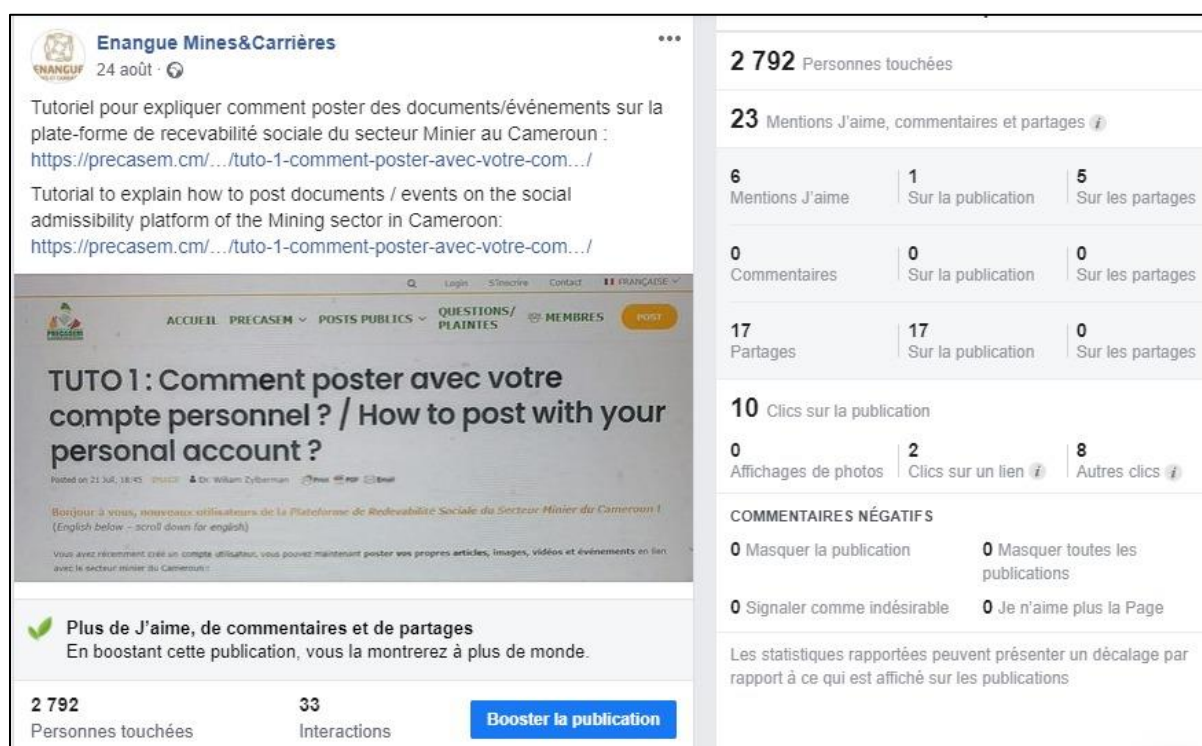 Enangue Mines&Carrières
24 août
Tutoriel pour expliquer comment poster des documents/événements sur la
plate-forme de recevabilité sociale du secteur Minier au Cameroun :
https://precasem.cm/.../tuto-1-comment-poster-avec-votre-com.../
Tutorial to explain how to post documents / events on the social
admissibility platform of the Mining sector in Cameroon:
https://precasem.cm/.../tuto-1-comment-poster-avec-votre-com.../
Login S'inscrire Contact FRANÇAISE
PRECASEM
ACCUEIL PRECASEM POSTS PUBLICS QUESTIONS/
PLAINTES MEMBRES POST
TUTO 1 : Comment poster avec votre
compte personnel ? / How to post with your
personal account ?
Posted on 21 Juil, 18:45 Dr. William Zylberman Print PDF Email
Bonjour à vous, nouveaux utilisateurs de la Plateforme de Redevabilité Sociale du Secteur Minier du Cameroun !
(English below – scroll down for english)
Vous avez récemment créé un compte utilisateur, vous pouvez maintenant poster vos propres articles, images, vidéos et événements en lien
avec le secteur minier du Cameroun :
Plus de J'aime, de commentaires et de partages
En boostant cette publication, vous la montrerez à plus de monde.
2 792
Personnes touchées
33
Interactions
Booster la publication
2 792 Personnes touchées
23 Mentions J'aime, commentaires et partages
6 1 5
Mentions J'aime Sur la publication Sur les partages
0 0 0
Commentaires Sur la publication Sur les partages
17 17 0
Partages Sur la publication Sur les partages
10 Clics sur la publication
0 2 8
Affichages de photos Clics sur un lien Autres clics
COMMENTAIRES NÉGATIFS
0 Masquer la publication 0 Masquer toutes les
publications
0 Signaler comme indésirable 0 Je n'aime plus la Page
Les statistiques rapportées peuvent présenter un décalage par
rapport à ce qui est affiché sur les publications